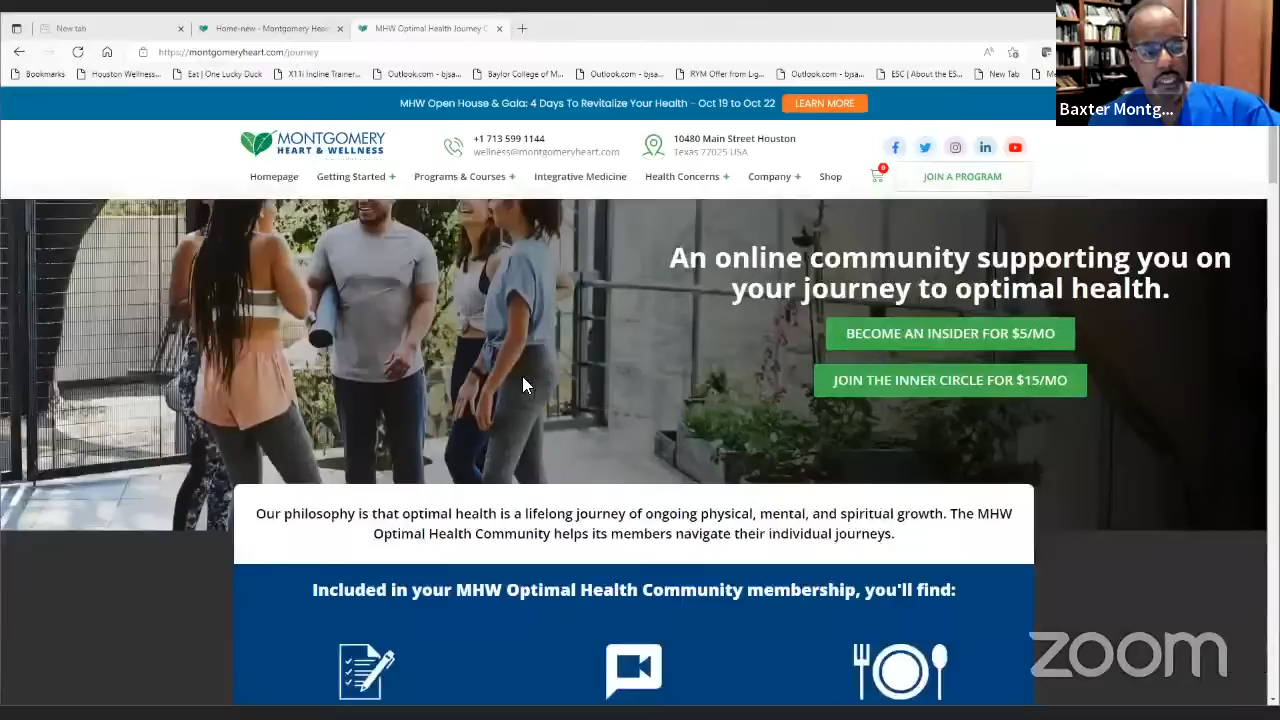 New tab
Home-new - Montgomery Hear
MHW Optimal Health Journey C
https://montgomeryheart.com/journey
Bookmarks
Houston Wellness...
Eat | One Lucky Duck
X11i Incline Trainer...
Outlook.com - bjsa...
Baylor College of M...
Outlook.com - bjsa...
RYM Offer from Lig...
Outlook.com - bjsa...
ESC | About the ES...
New Tab
Baxter Montg...
MHW Open House & Gala: 4 Days To Revitalize Your Health - Oct 19 to Oct 22
LEARN MORE
MONTGOMERY
HEART & WELLNESS
+1 713 599 1144
wellness@montgomeryheart.com
10480 Main Street Houston
Texas 77025 USA
0
Homepage
Getting Started +
Programs & Courses +
Integrative Medicine
Health Concerns +
Company +
Shop
JOIN A PROGRAM
An online community supporting you on
your journey to optimal health.
BECOME AN INSIDER FOR $5/MO
JOIN THE INNER CIRCLE FOR $15/MO
Our philosophy is that optimal health is a lifelong journey of ongoing physical, mental, and spiritual growth. The MHW
Optimal Health Community helps its members navigate their individual journeys.
Included in your MHW Optimal Health Community membership, you'll find:
zoom